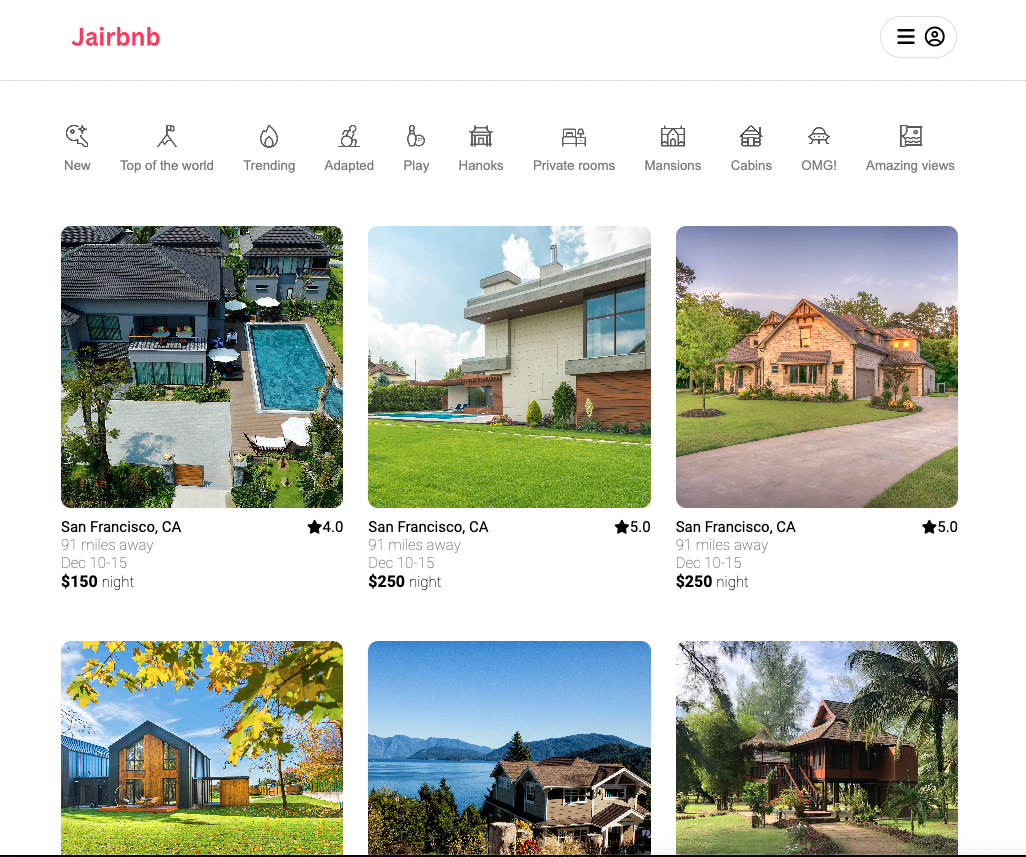 Jairbnb
New
Top of the world
Trending
Adapted
Play
Hanoks
Private rooms
Mansions
Cabins
OMG!
Amazing views
San Francisco, CA
4.0
91 miles away
Dec 10-15
$150 night
San Francisco, CA
5.0
91 miles away
Dec 10-15
$250 night
San Francisco, CA
5.0
91 miles away
Dec 10-15
$250 night